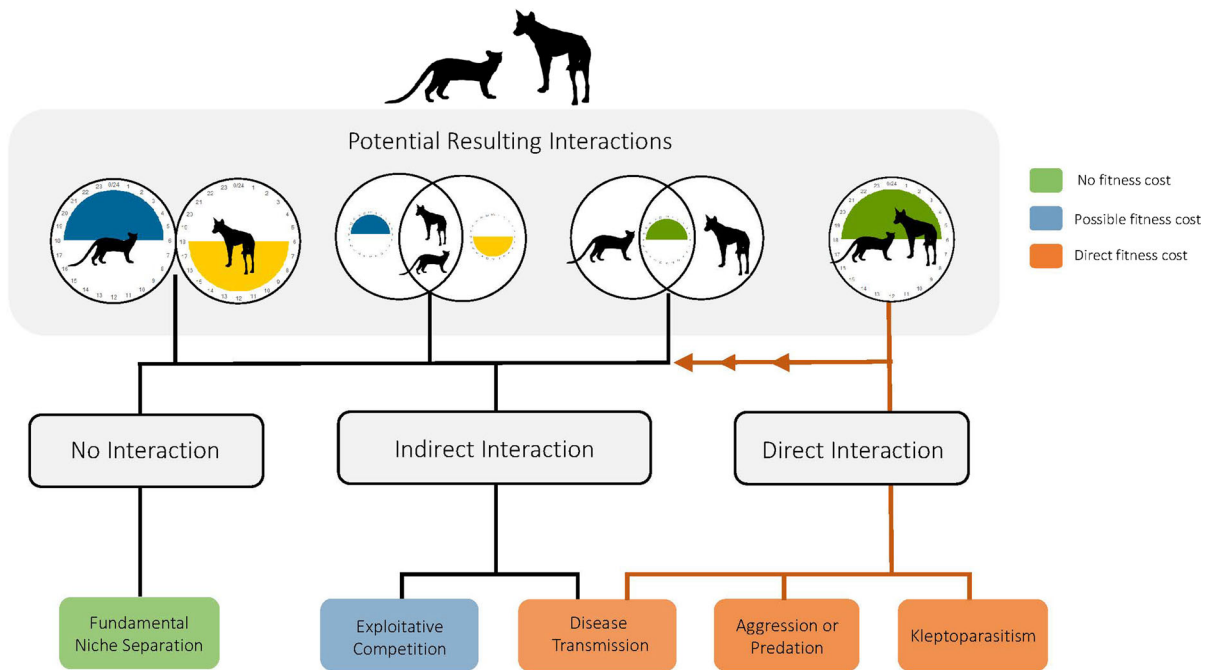 Potential Resulting Interactions
No fitness cost
Possible fitness cost
Direct fitness cost
No Interaction
Indirect Interaction
Direct Interaction
Fundamental
Niche Separation
Exploitative
Competition
Disease
Transmission
Aggression or
Predation
Kleptoparasitism